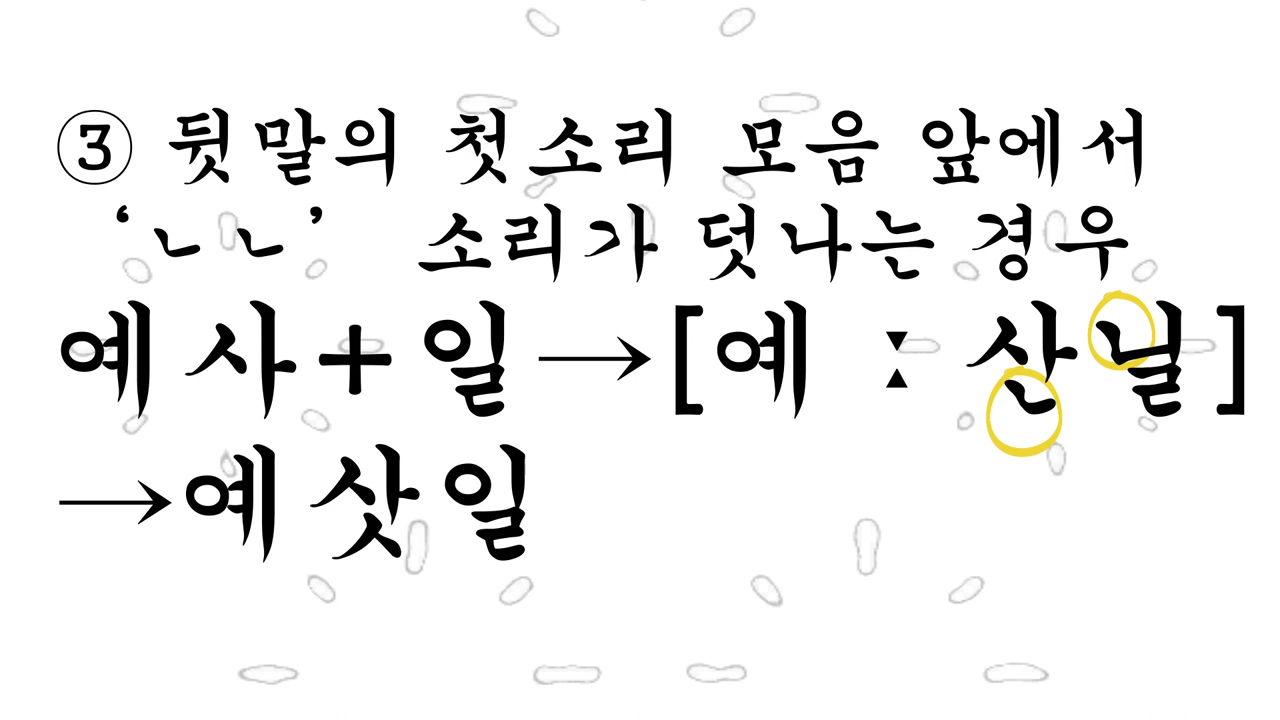 ③ 뒷말의 첫소리 모음 앞에서
‘ㄴㄴ’ 소리가 덧나는 경우
예사+일→[예ː산닐]
→예삿일